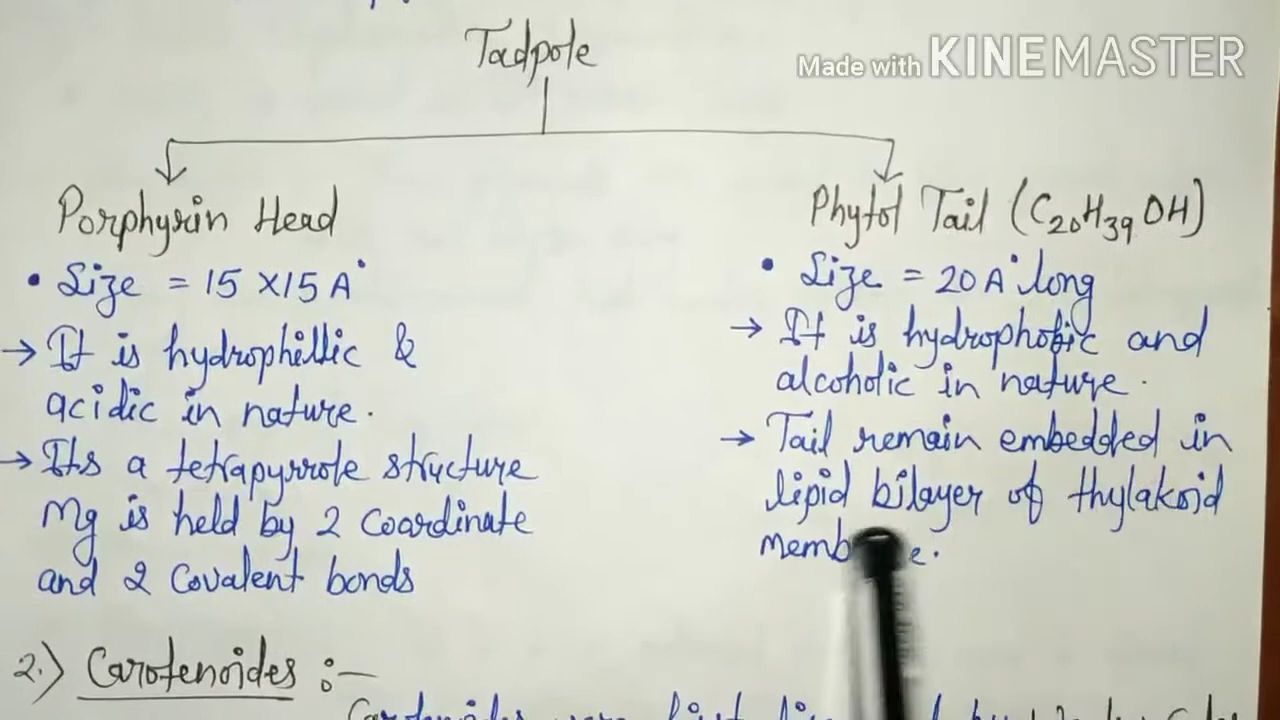 Tadpole
Made with KINEMASTER
Porphyrin Head
• Size = 15 X15 A°
→ It is hydrophillic &
acidic in nature.
→ Its a tetrapyrrole structure
Mg is held by 2 Coordinate
and 2 Covalent bonds
Phytol Tail (C₂₀H₃₉OH)
• Size = 20 A° long
→ It is hydrophobic and
alcoholic in nature.
→ Tail remain embedded in
lipid bilayer of thylakoid
2.) Carotenoides :-